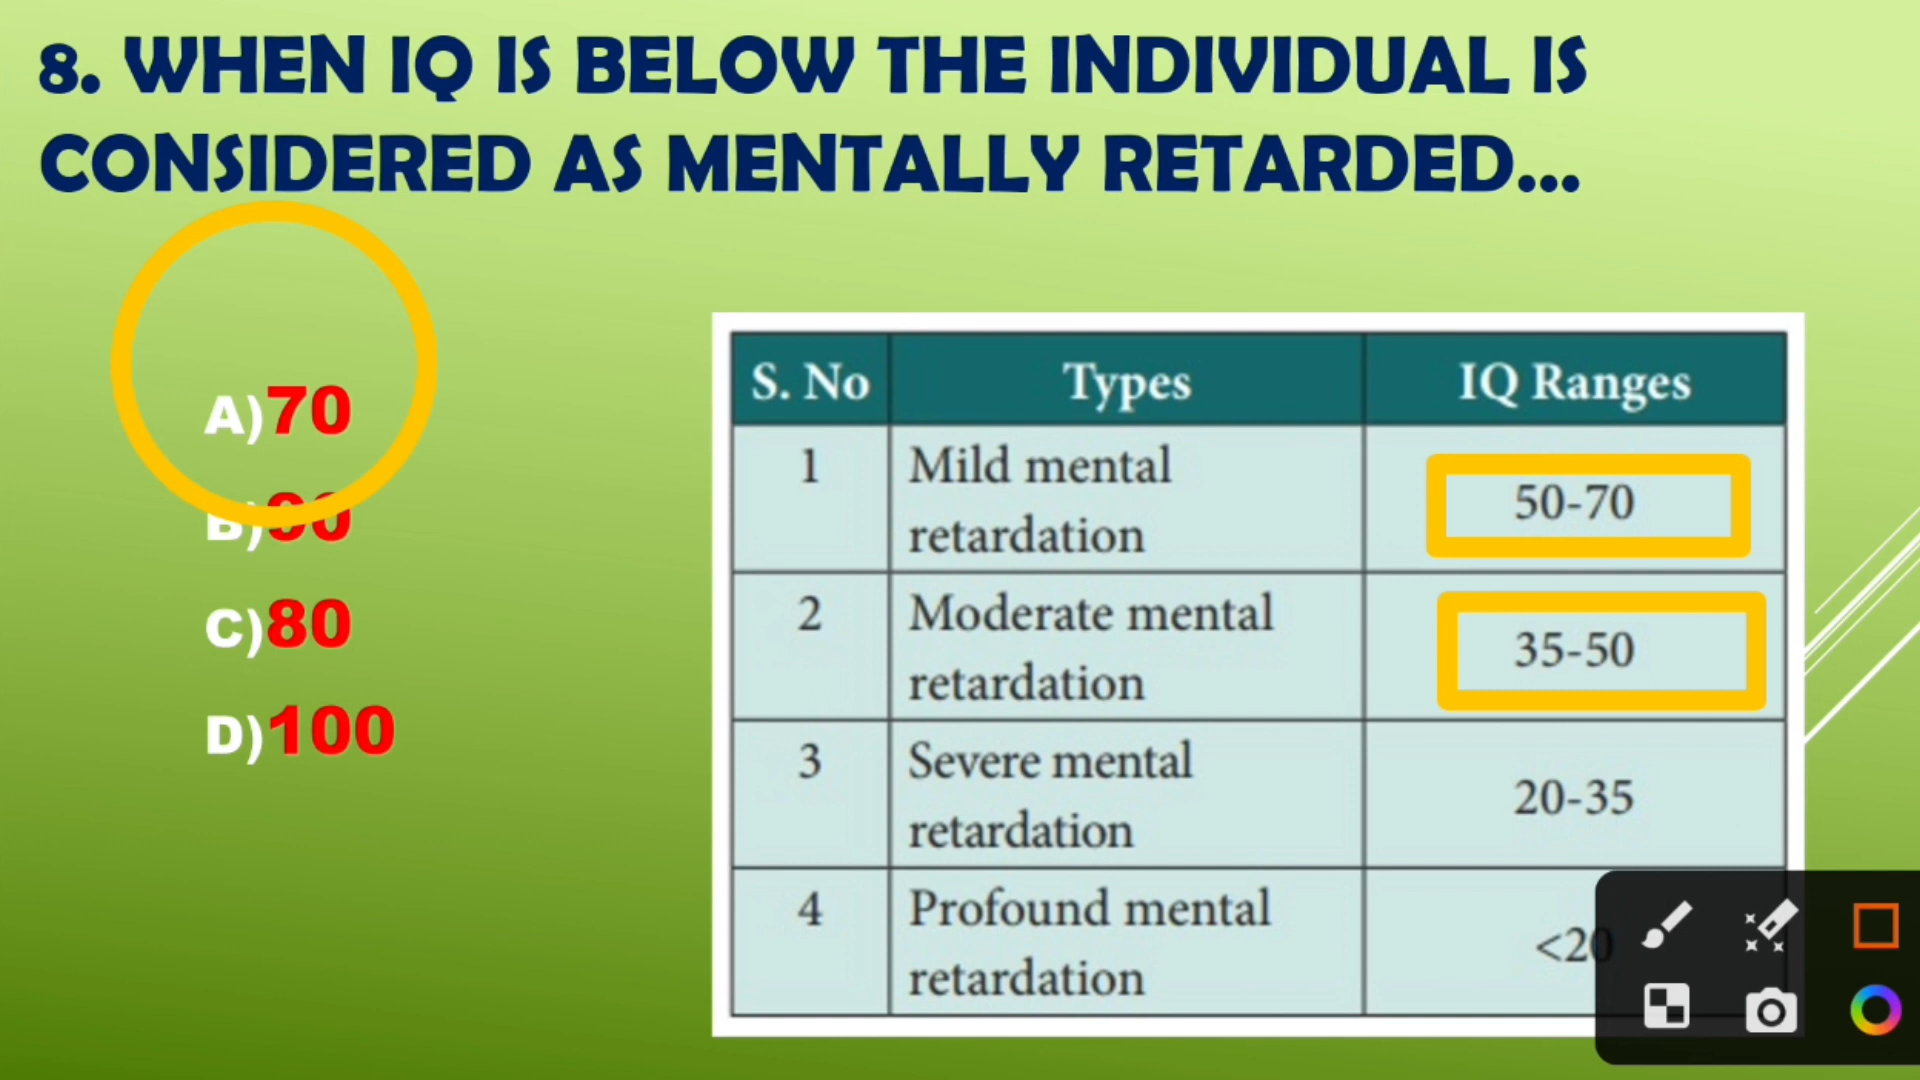 8. WHEN IQ IS BELOW THE INDIVIDUAL IS
CONSIDERED AS MENTALLY RETARDED...
A)70
B)90
C)80
D)100
S. No Types IQ Ranges
1 Mild mental
retardation
50-70
2 Moderate mental
retardation
35-50
3 Severe mental
retardation
20-35
4 Profound mental
retardation
<20